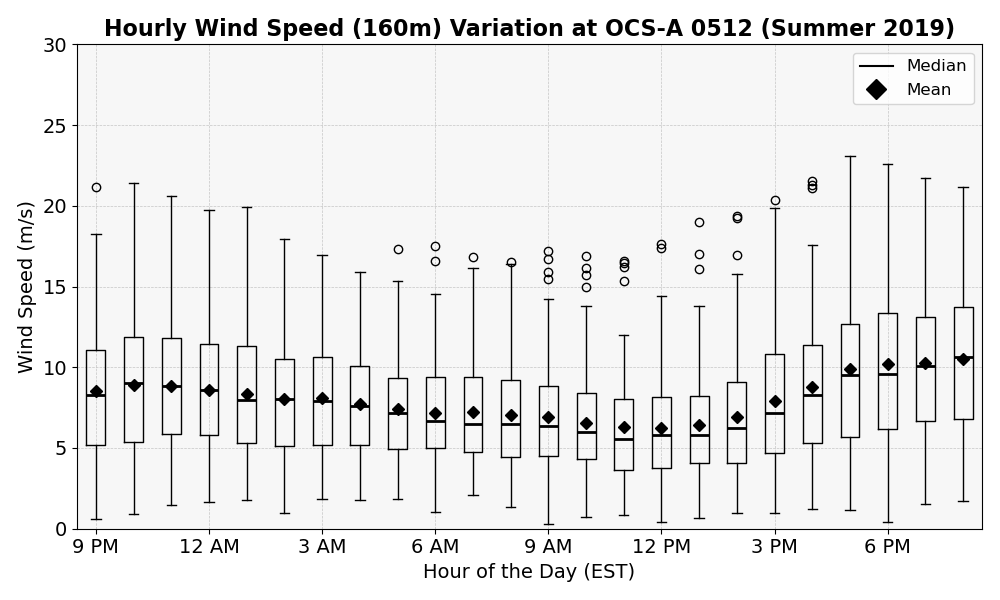 Hourly Wind Speed (160m) Variation at OCS-A 0512 (Summer 2019)
30
25
20
15
10
5
0
Wind Speed (m/s)
Median
Mean
9 PM 12 AM 3 AM 6 AM 9 AM 12 PM 3 PM 6 PM
Hour of the Day (EST)